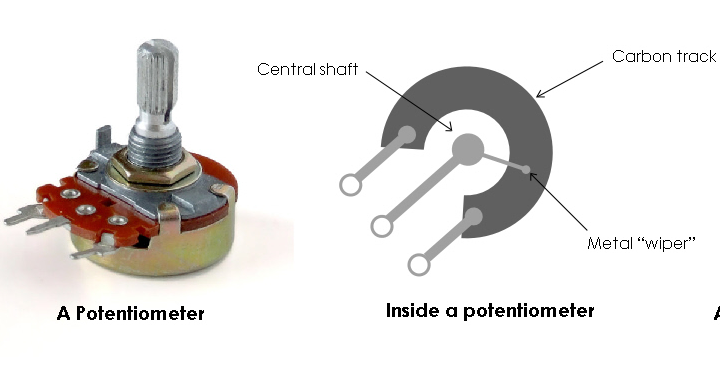 Central shaft
Carbon track
Metal “wiper”
A Potentiometer
Inside a potentiometer